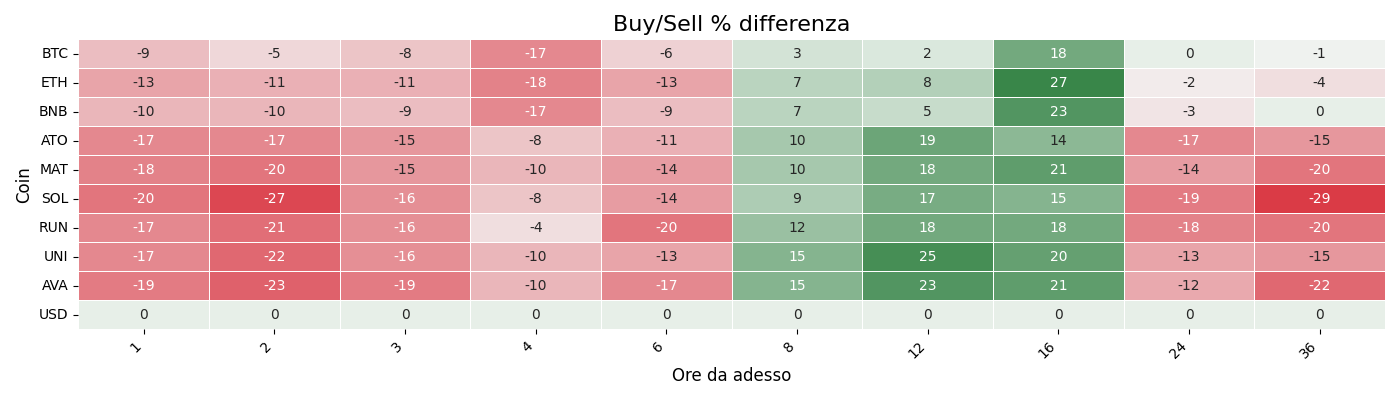 Buy/Sell % differenza
Coin
BTC -9 -5 -8 -17 -6 3 2 18 0 -1
ETH -13 -11 -11 -18 -13 7 8 27 -2 -4
BNB -10 -10 -9 -17 -9 7 5 23 -3 0
ATO -17 -17 -15 -8 -11 10 19 14 -17 -15
MAT -18 -20 -15 -10 -14 10 18 21 -14 -20
SOL -20 -27 -16 -8 -14 9 17 15 -19 -29
RUN -17 -21 -16 -4 -20 12 18 18 -18 -20
UNI -17 -22 -16 -10 -13 15 25 20 -13 -15
AVA -19 -23 -19 -10 -17 15 23 21 -12 -22
USD 0 0 0 0 0 0 0 0 0 0
1 2 3 4 6 8 12 16 24 36
Ore da adesso